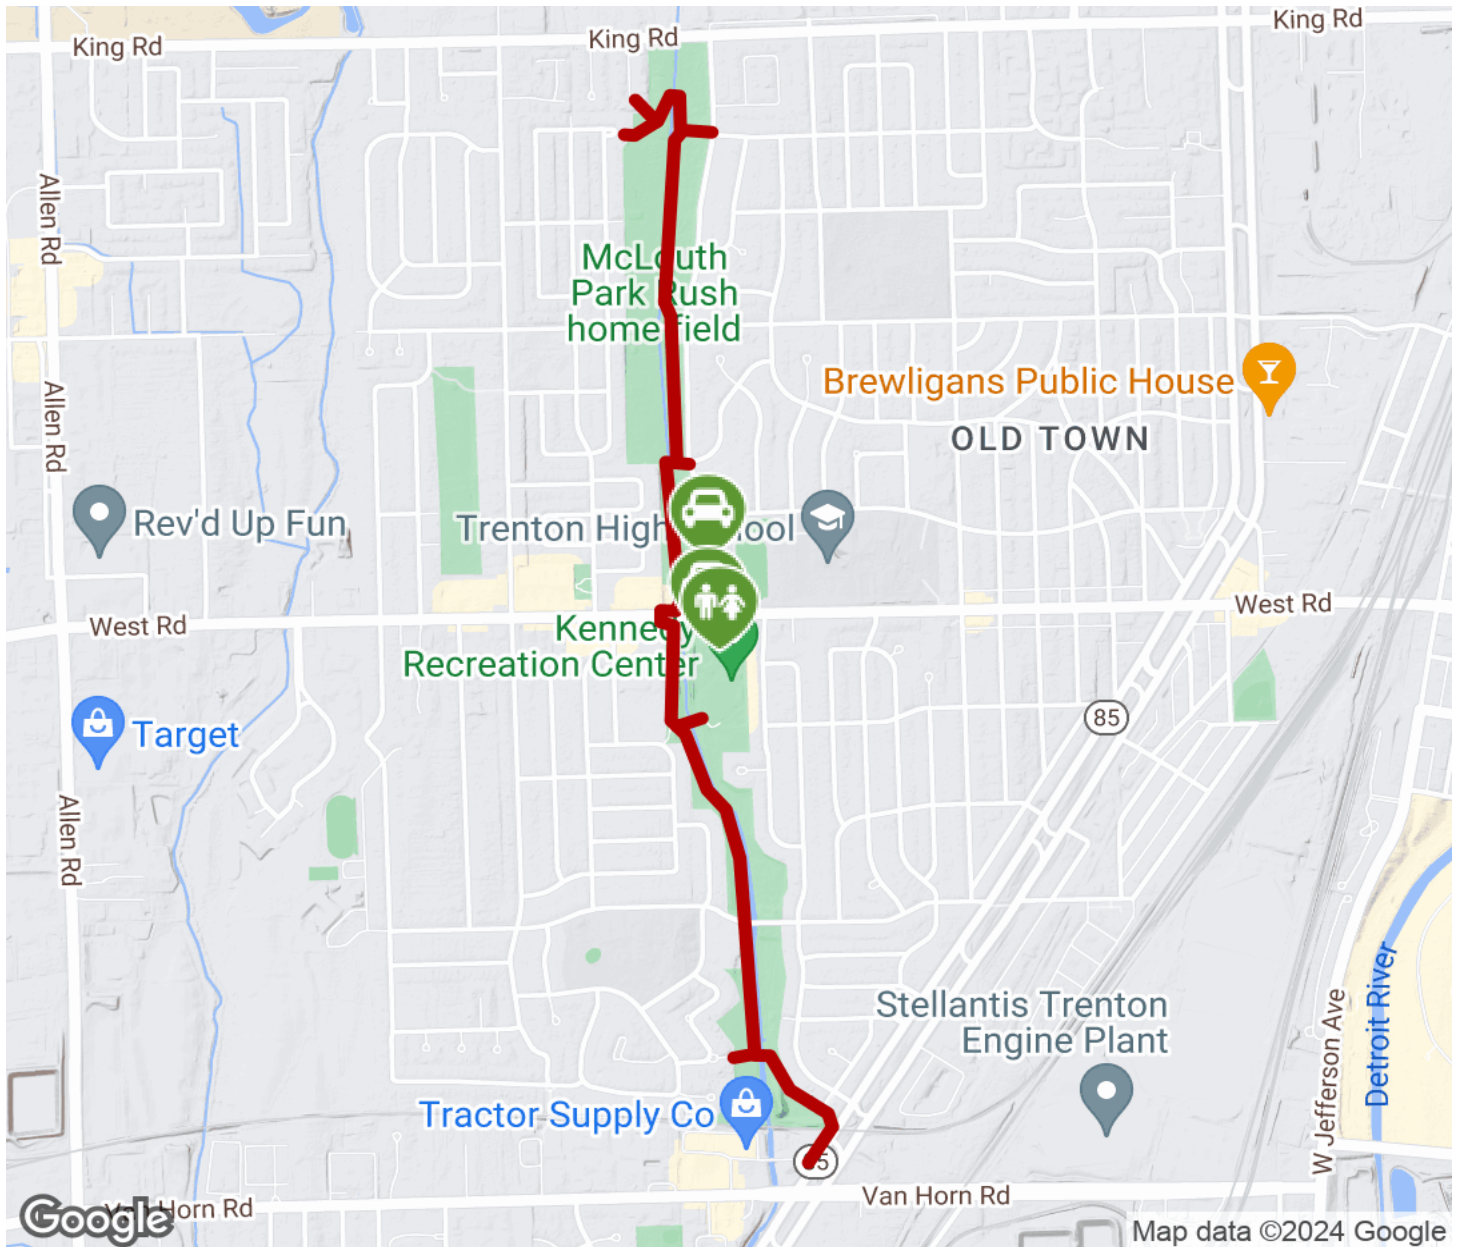 King Rd
King Rd
King Rd
Allen Rd
McLouth
Park Rush
home field
Allen Rd
Brewligans Public House
OLD TOWN
Rev'd Up Fun
Trenton High School
West Rd
West Rd
Kennedy
Recreation Center
Target
85
Allen Rd
Stellantis Trenton
Engine Plant
Detroit River
W Jefferson Ave
Tractor Supply Co
85
Van Horn Rd
Van Horn Rd
Google
Map data ©2024 Google